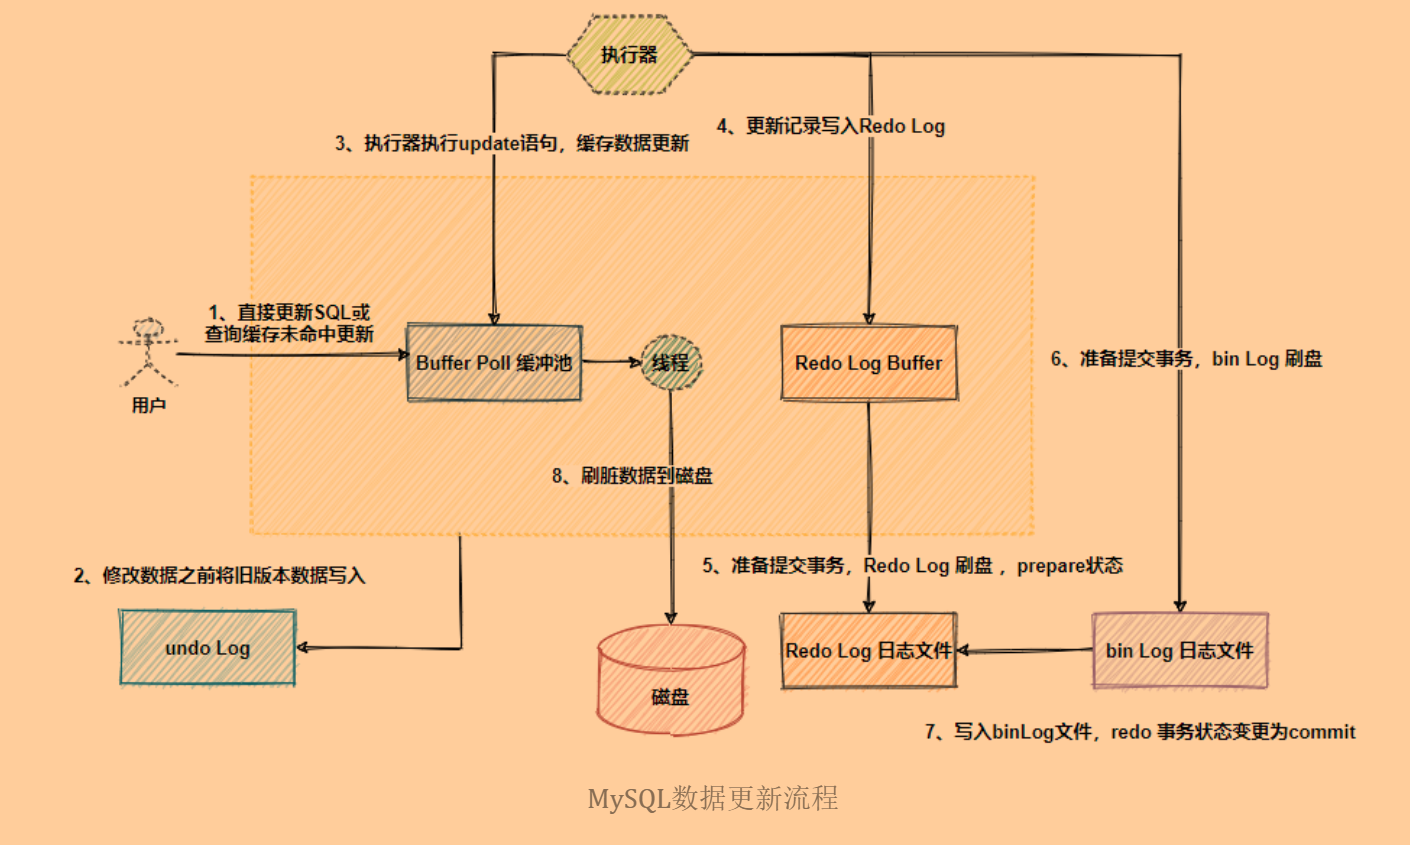 执行器
4、更新记录写入Redo Log
3、执行器执行update语句，缓存数据更新
1、直接更新SQL或
查询缓存未命中更新
用户
Buffer Poll 缓冲池
线程
Redo Log Buffer
6、准备提交事务，bin Log 刷盘
8、刷脏数据到磁盘
5、准备提交事务，Redo Log 刷盘 ，prepare状态
2、修改数据之前将旧版本数据写入
undo Log
磁盘
Redo Log 日志文件
bin Log 日志文件
7、写入binLog文件，redo 事务状态变更为commit
MySQL数据更新流程